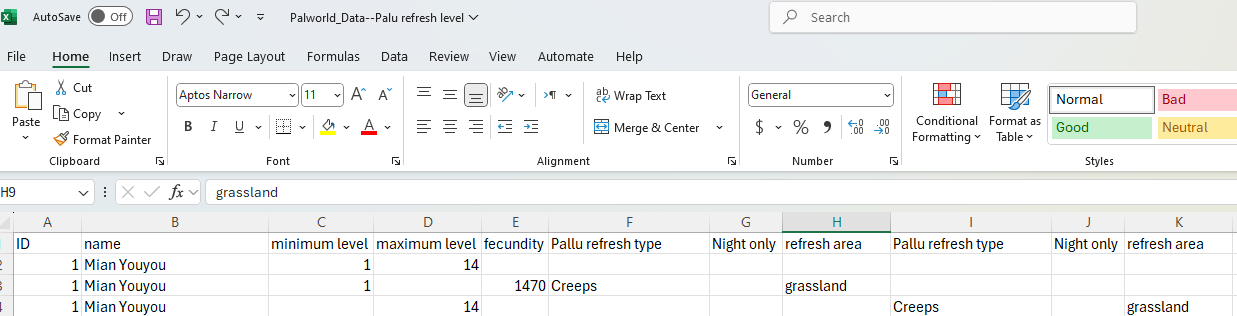 AutoSave Off Palworld_Data--Palu refresh level Search
File Home Insert Draw Page Layout Formulas Data Review View Automate Help
Paste Cut Copy Format Painter
Clipboard
Aptos Narrow 11 A A
B I U A
Font
ab Wrap Text
Merge & Center
Alignment
General
$ % 9 .00 .00
Number
Conditional Formatting Format as Table
Normal Bad
Good Neutral
Styles
H9 fx grassland
A B C D E F G H I J K
ID name minimum level maximum level fecundity Pallu refresh type Night only refresh area Pallu refresh type Night only refresh area
1 Mian Youyou 1 14
1 Mian Youyou 1 1470 Creeps grassland
1 Mian Youyou 14 Creeps grassland